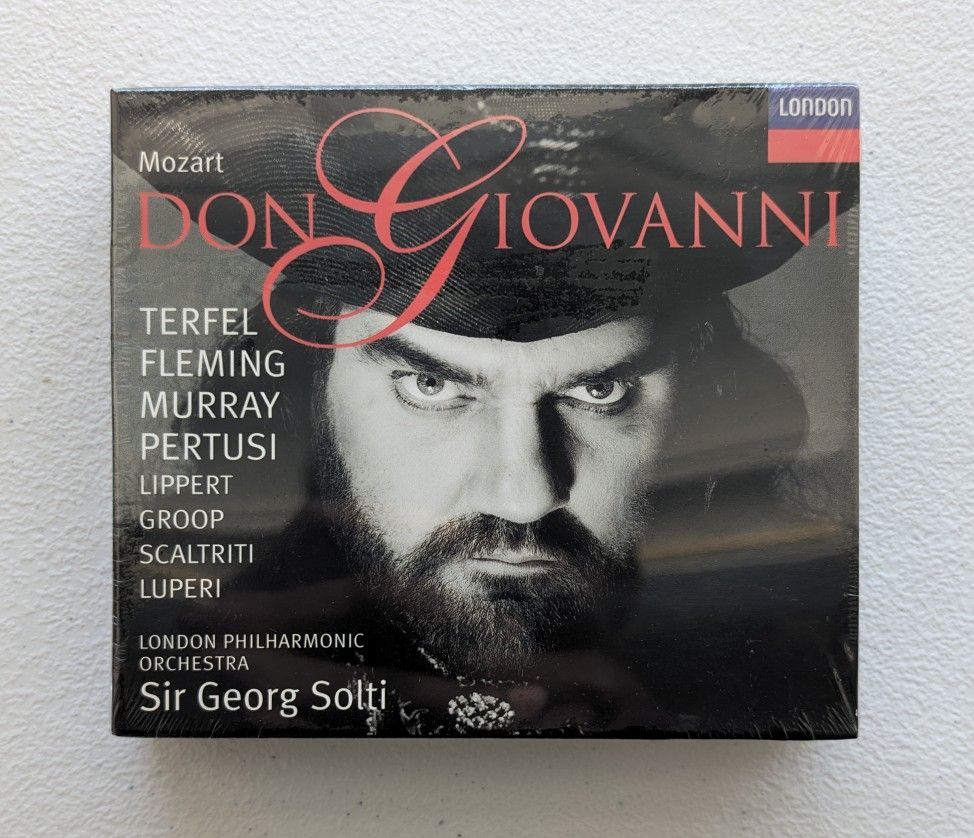 LONDON
Mozart
DON GIOVANNI
TERFEL
FLEMING
MURRAY
PERTUSI
LIPPERT
GROOP
SCALTRITI
LUPERI
LONDON PHILHARMONIC
ORCHESTRA
Sir Georg Solti